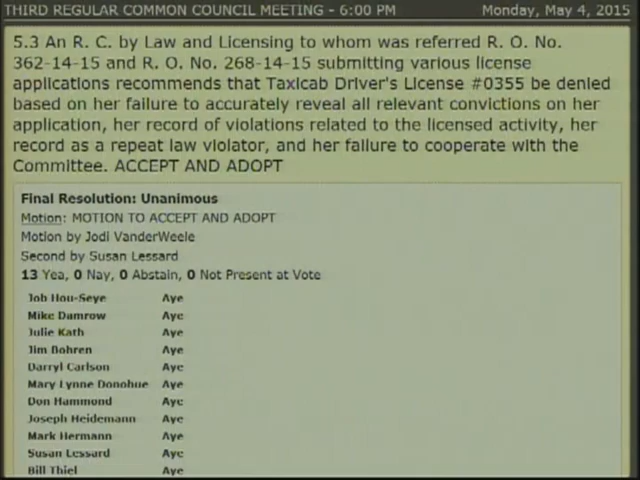 THIRD REGULAR COMMON COUNCIL MEETING - 6:00 PM Monday, May 4, 2015
5.3 An R. C. by Law and Licensing to whom was referred R. O. No.
362-14-15 and R. O. No. 268-14-15 submitting various license
applications recommends that Taxicab Driver's License #0355 be denied
based on her failure to accurately reveal all relevant convictions on her
application, her record of violations related to the licensed activity, her
record as a repeat law violator, and her failure to cooperate with the
Committee. ACCEPT AND ADOPT
Final Resolution: Unanimous
Motion: MOTION TO ACCEPT AND ADOPT
Motion by Jodi VanderWeele
Second by Susan Lessard
13 Yea, 0 Nay, 0 Abstain, 0 Not Present at Vote
Job Hou-Seye Aye
Mike Damrow Aye
Julie Kath Aye
Jim Bohren Aye
Darryl Carlson Aye
Mary Lynne Donohue Aye
Don Hammond Aye
Joseph Heidemann Aye
Mark Hermann Aye
Susan Lessard Aye
Bill Thiel Aye